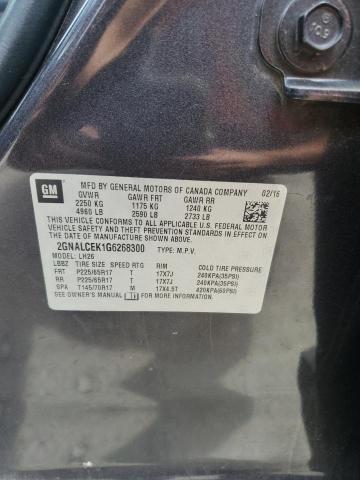 10.9
GM
MFD BY GENERAL MOTORS OF CANADA COMPANY 02/16
GVWR GAWR FRT GAWR RR
2250 KG 1175 KG 1240 KG
4960 LB 2590 LB 2733 LB
THIS VEHICLE CONFORMS TO ALL APPLICABLE U.S. FEDERAL MOTOR
VEHICLE SAFETY, BUMPER, AND THEFT PREVENTION STANDARDS IN EFFECT
ON THE DATE OF MANUFACTURE SHOWN ABOVE.
2GNALCEK1G6268300 TYPE: M.P.V.
MODEL: LH26
LBBZ TIRE SIZE SPEED RTG RIM COLD TIRE PRESSURE
FRT P225/65R17 T 17X7J 240KPA(35PSI)
RR P225/65R17 T 17X7J 240KPA(35PSI)
SPA T145/70R17 M 17X4.5T 420KPA(60PSI)
SEE OWNER'S MANUAL FOR MORE INFORMATION.